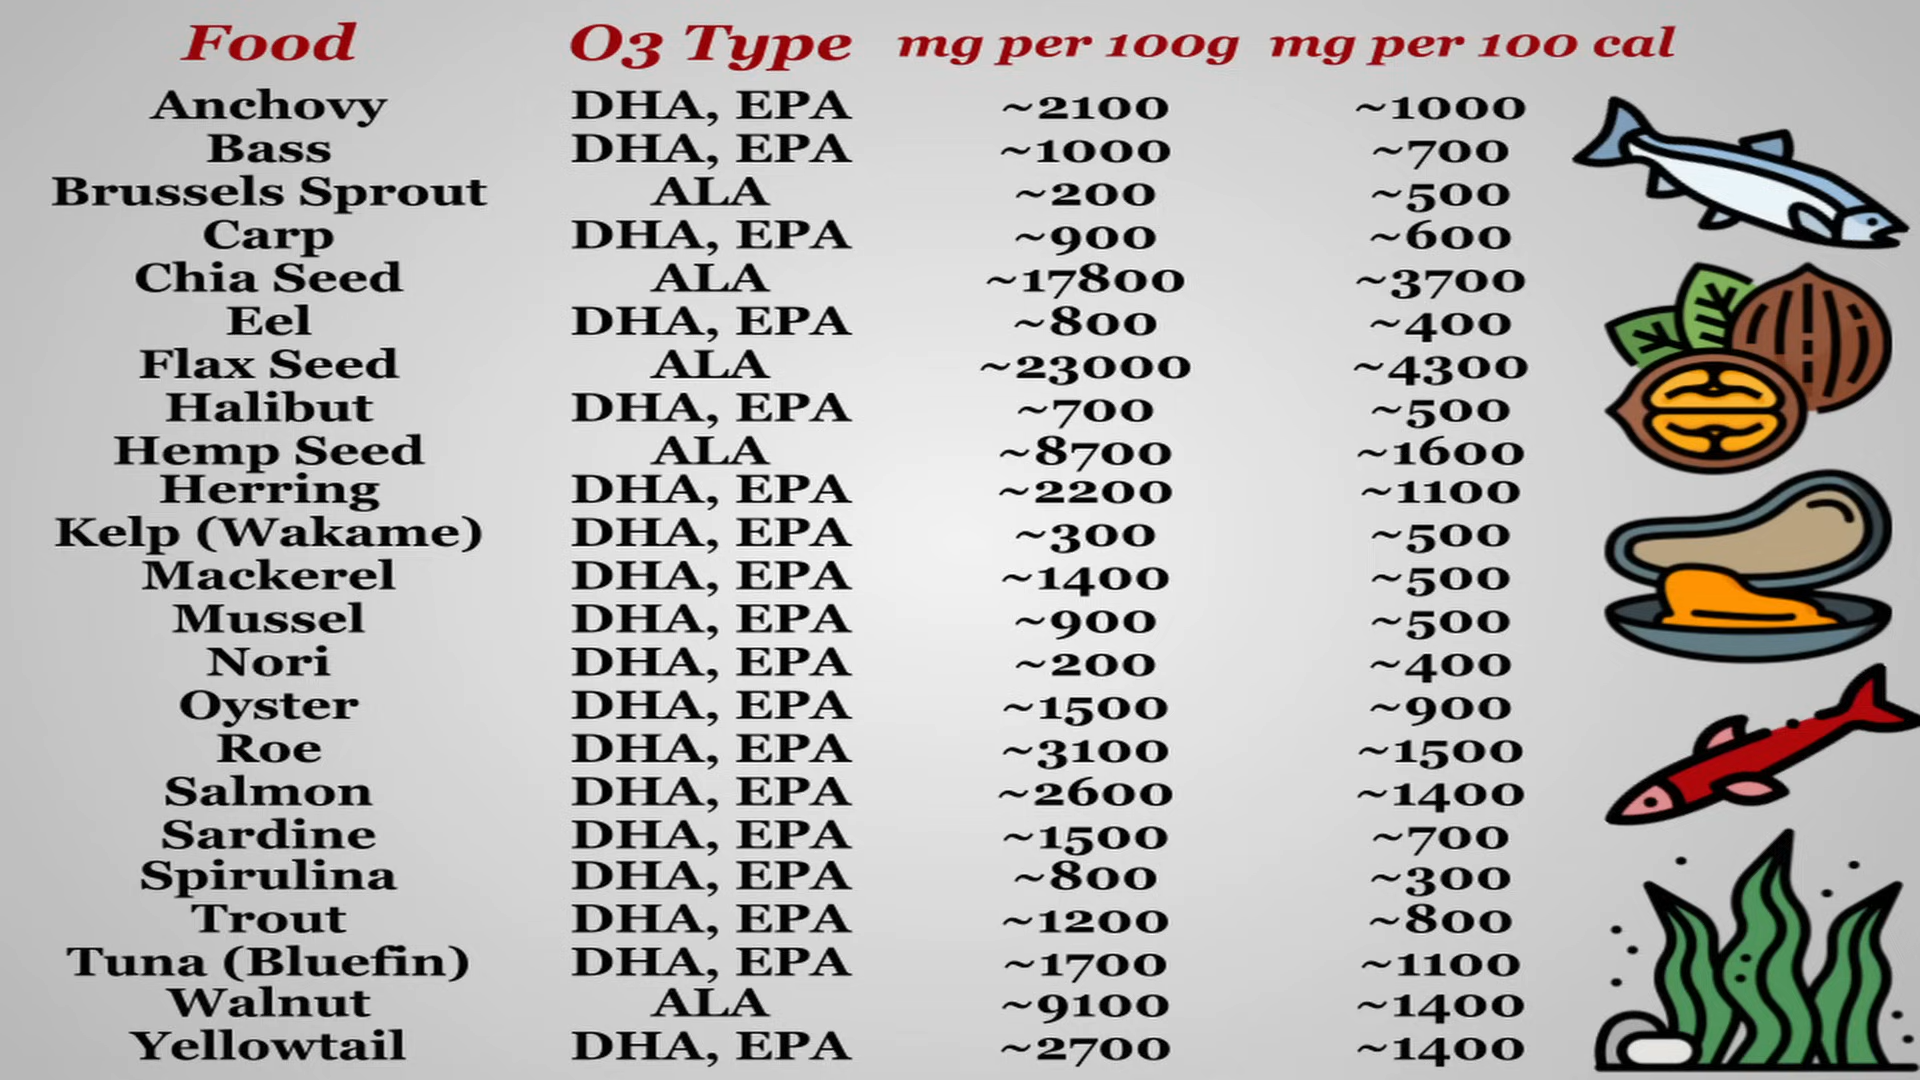 Food O3 Type mg per 100g mg per 100 cal
Anchovy DHA, EPA ~2100 ~1000
Bass DHA, EPA ~1000 ~700
Brussels Sprout ALA ~200 ~500
Carp DHA, EPA ~900 ~600
Chia Seed ALA ~17800 ~3700
Eel DHA, EPA ~800 ~400
Flax Seed ALA ~23000 ~4300
Halibut DHA, EPA ~700 ~500
Hemp Seed ALA ~8700 ~1600
Herring DHA, EPA ~2200 ~1100
Kelp (Wakame) DHA, EPA ~300 ~500
Mackerel DHA, EPA ~1400 ~500
Mussel DHA, EPA ~900 ~500
Nori DHA, EPA ~200 ~400
Oyster DHA, EPA ~1500 ~900
Roe DHA, EPA ~3100 ~1500
Salmon DHA, EPA ~2600 ~1400
Sardine DHA, EPA ~1500 ~700
Spirulina DHA, EPA ~800 ~300
Trout DHA, EPA ~1200 ~800
Tuna (Bluefin) DHA, EPA ~1700 ~1100
Walnut ALA ~9100 ~1400
Yellowtail DHA, EPA ~2700 ~1400